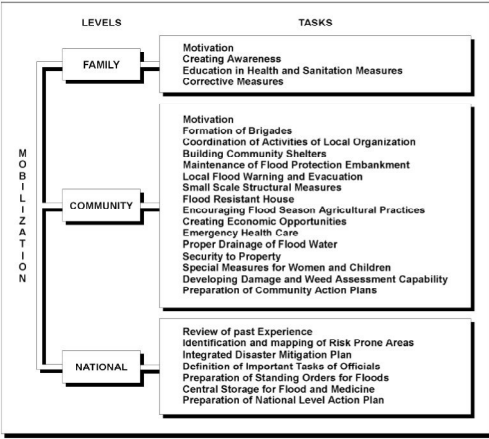 LEVELS
TASKS
MOBILIZATION
FAMILY
Motivation
Creating Awareness
Education in Health and Sanitation Measures
Corrective Measures
COMMUNITY
Motivation
Formation of Brigades
Coordination of Activities of Local Organization
Building Community Shelters
Maintenance of Flood Protection Embankment
Local Flood Warning and Evacuation
Small Scale Structural Measures
Flood Resistant House
Encouraging Flood Season Agricultural Practices
Creating Economic Opportunities
Emergency Health Care
Proper Drainage of Flood Water
Security to Property
Special Measures for Women and Children
Developing Damage and Weed Assessment Capability
Preparation of Community Action Plans
NATIONAL
Review of past Experience
Identification and mapping of Risk Prone Areas
Integrated Disaster Mitigation Plan
Definition of Important Tasks of Officials
Preparation of Standing Orders for Floods
Central Storage for Flood and Medicine
Preparation of National Level Action Plan